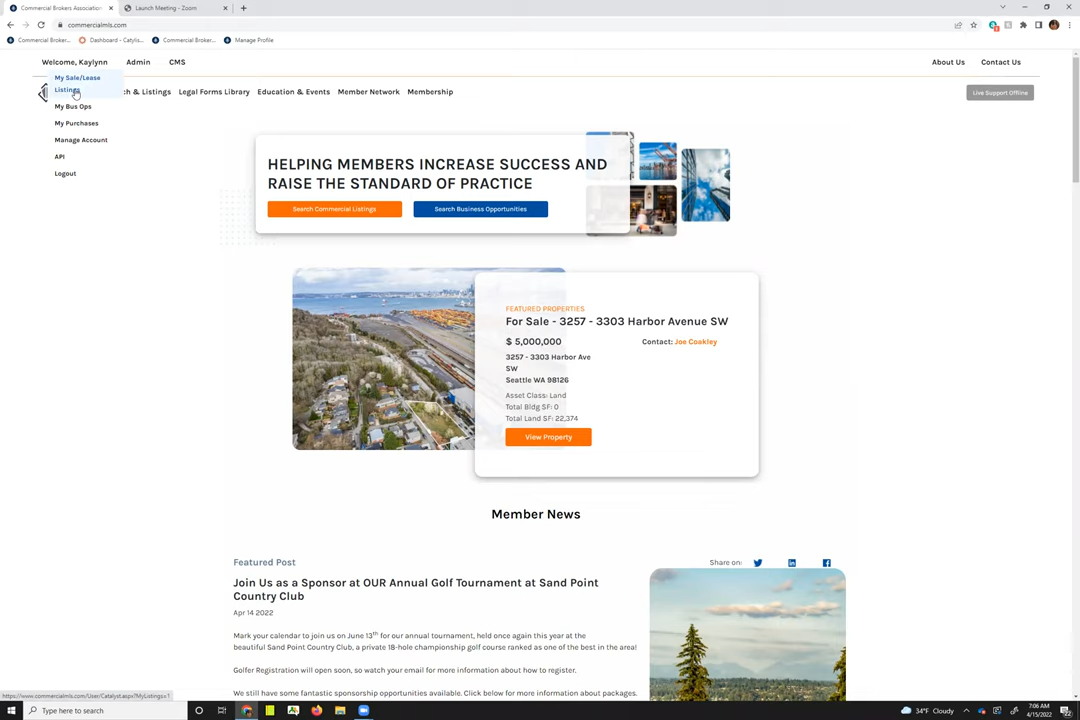 Commercial Brokers Association
Launch Meeting - Zoom
commercialmls.com
Commercial Broker...
Dashboard - Catylis...
Commercial Broker...
Manage Profile
Welcome, Kaylynn
Admin
CMS
About Us
Contact Us
My Sale/Lease
Listings
My Bus Ops
My Purchases
Manage Account
API
Logout
ch & Listings
Legal Forms Library
Education & Events
Member Network
Membership
Live Support Offline
HELPING MEMBERS INCREASE SUCCESS AND
RAISE THE STANDARD OF PRACTICE
Search Commercial Listings
Search Business Opportunities
FEATURED PROPERTIES
For Sale - 3257 - 3303 Harbor Avenue SW
$ 5,000,000
Contact: Joe Coakley
3257 - 3303 Harbor Ave
SW
Seattle WA 98126
Asset Class: Land
Total Bldg SF: 0
Total Land SF: 22,374
View Property
Member News
Featured Post
Share on:
Join Us as a Sponsor at OUR Annual Golf Tournament at Sand Point
Country Club
Apr 14 2022
Mark your calendar to join us on June 13th for our annual tournament, held once again this year at the
beautiful Sand Point Country Club, a private 18-hole championship golf course ranked as one of the best in the area!
Golfer Registration will open soon, so watch your email for more information about how to register.
We still have some fantastic sponsorship opportunities available. Click below for more information about packages.
https://www.commercialmls.com/User/Catalyst.aspx?MyListings=1
Type here to search
34°F Cloudy
7:06 AM
4/15/2022